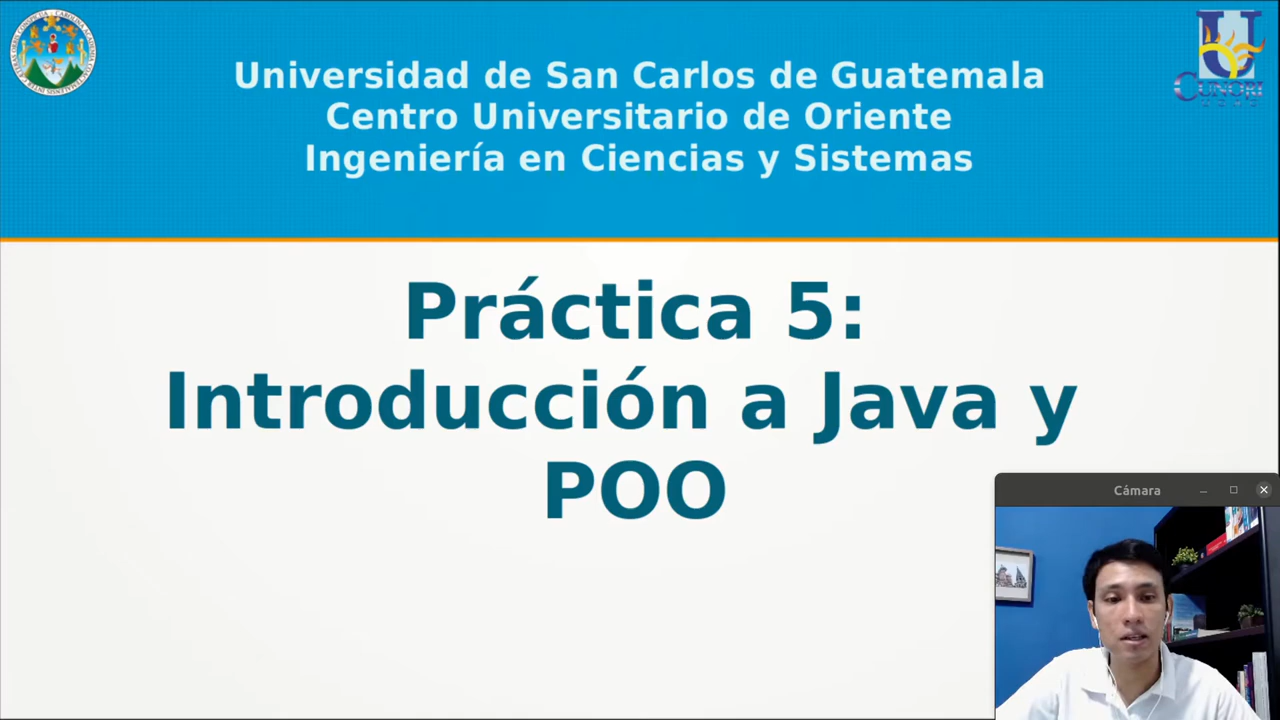 Universidad de San Carlos de Guatemala
Centro Universitario de Oriente
Ingeniería en Ciencias y Sistemas
CUNORI
Práctica 5:
Introducción a Java y
POO
Cámara